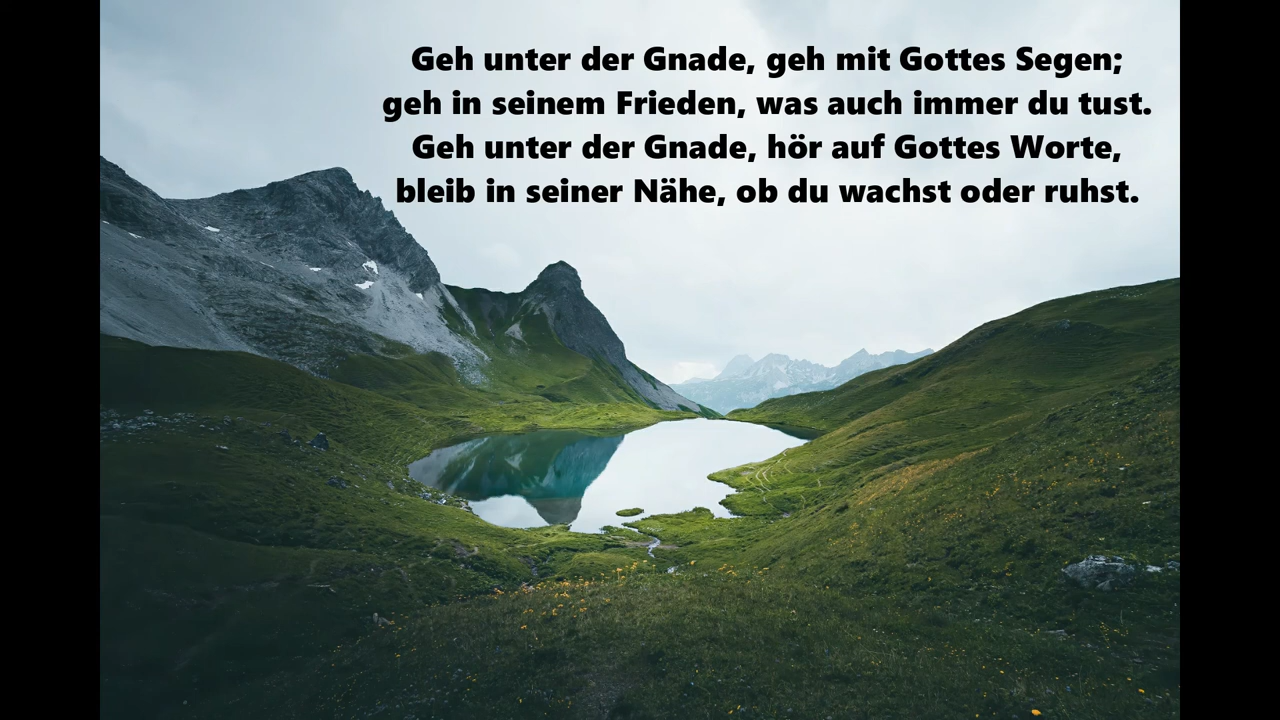 Geh unter der Gnade, geh mit Gottes Segen;
geh in seinem Frieden, was auch immer du tust.
Geh unter der Gnade, hör auf Gottes Worte,
bleib in seiner Nähe, ob du wachst oder ruhst.